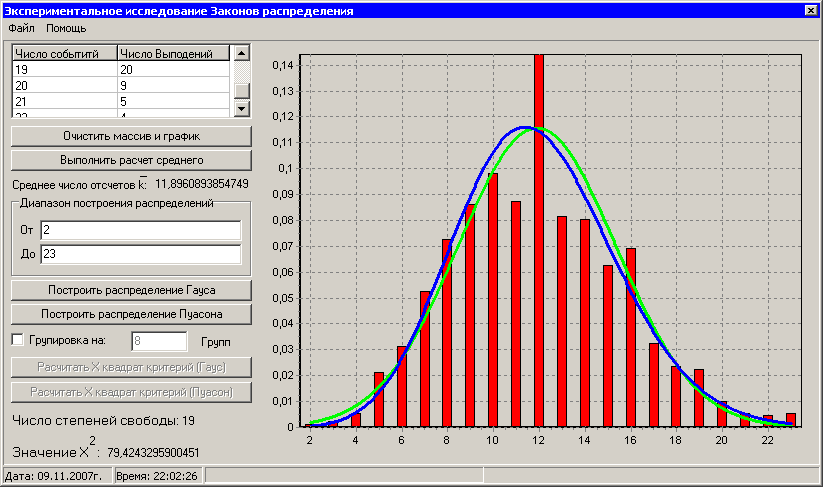 Экспериментальное исследование Законов распределения
Файл Помощь
Число событитй Число Выподений
19 20
20 9
21 5
Очистить массив и график
Выполнить расчет среднего
Среднее число отсчетов k: 11,8960893854749
Диапазон построения распределений
От 2
До 23
Построить распределение Гауса
Построить распределение Пуасона
Групировка на: 8 Групп
Расчитать X квадрат критерий (Гаус)
Расчитать X квадрат критерий (Пуасон)
Число степеней свободы: 19
Значение X 2 : 79,4243295900451
Дата: 09.11.2007г. Время: 22:02:26
0,14
0,13
0,12
0,11
0,1
0,09
0,08
0,07
0,06
0,05
0,04
0,03
0,02
0,01
0
2 4 6 8 10 12 14 16 18 20 22